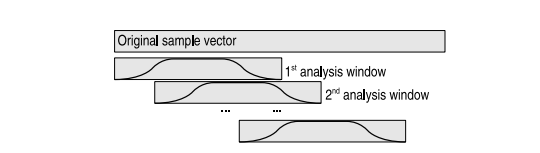 Original sample vector
1st analysis window
2nd analysis window
... ...